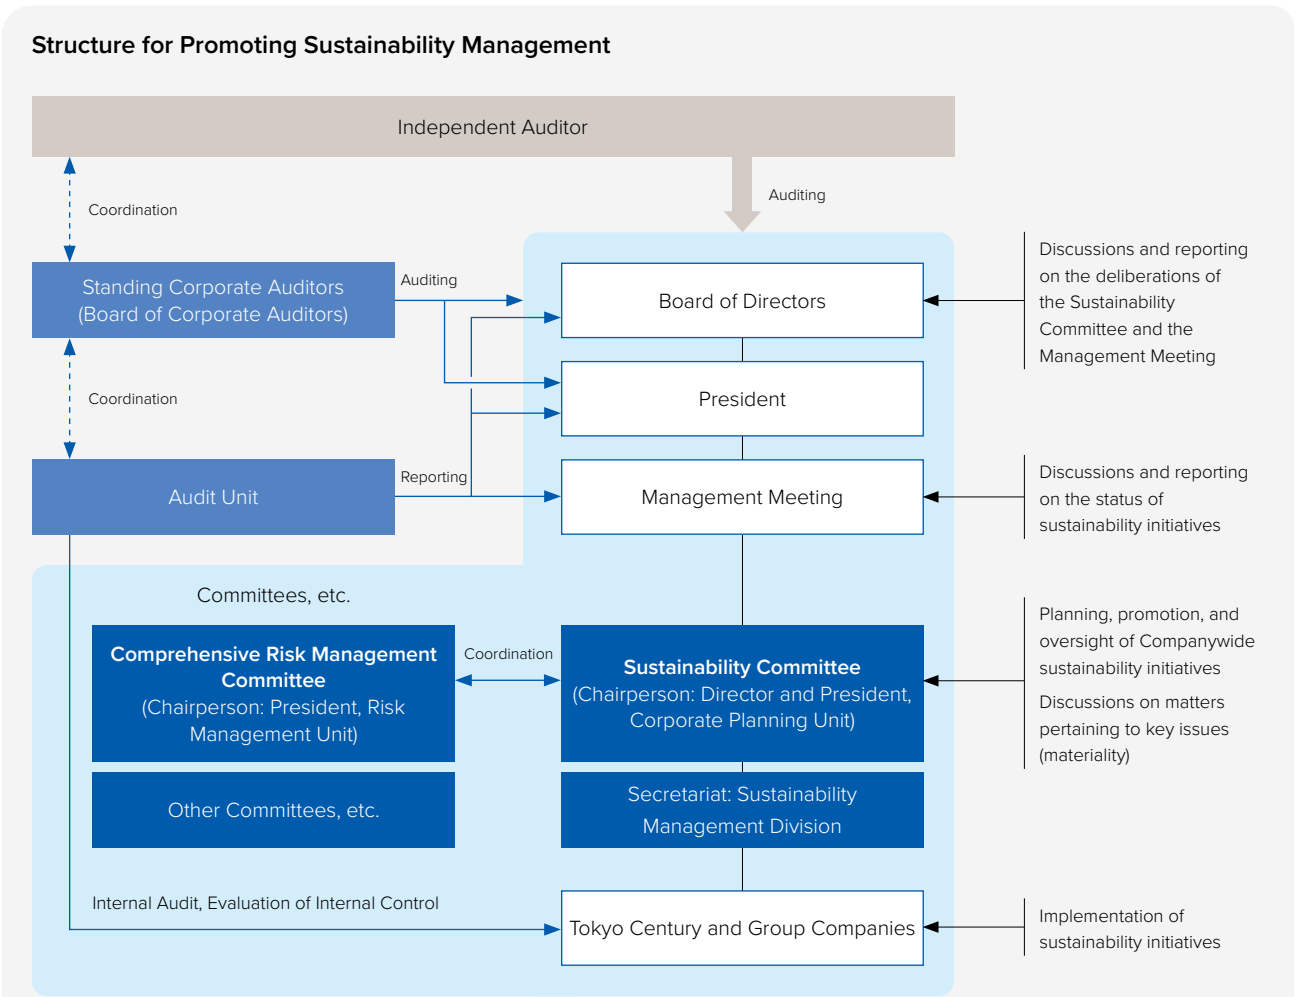 Structure for Promoting Sustainability Management
Independent Auditor
Coordination
Auditing
Standing Corporate Auditors
(Board of Corporate Auditors)
Auditing
Board of Directors
Discussions and reporting
on the deliberations of
the Sustainability
Committee and the
Management Meeting
Coordination
President
Audit Unit
Reporting
Management Meeting
Discussions and reporting
on the status of
sustainability initiatives
Committees, etc.
Comprehensive Risk Management
Committee
(Chairperson: President, Risk
Management Unit)
Coordination
Sustainability Committee
(Chairperson: Director and President,
Corporate Planning Unit)
Planning, promotion, and
oversight of Companywide
sustainability initiatives
Discussions on matters
pertaining to key issues
(materiality)
Other Committees, etc.
Secretariat: Sustainability
Management Division
Internal Audit, Evaluation of Internal Control
Tokyo Century and Group Companies
Implementation of
sustainability initiatives